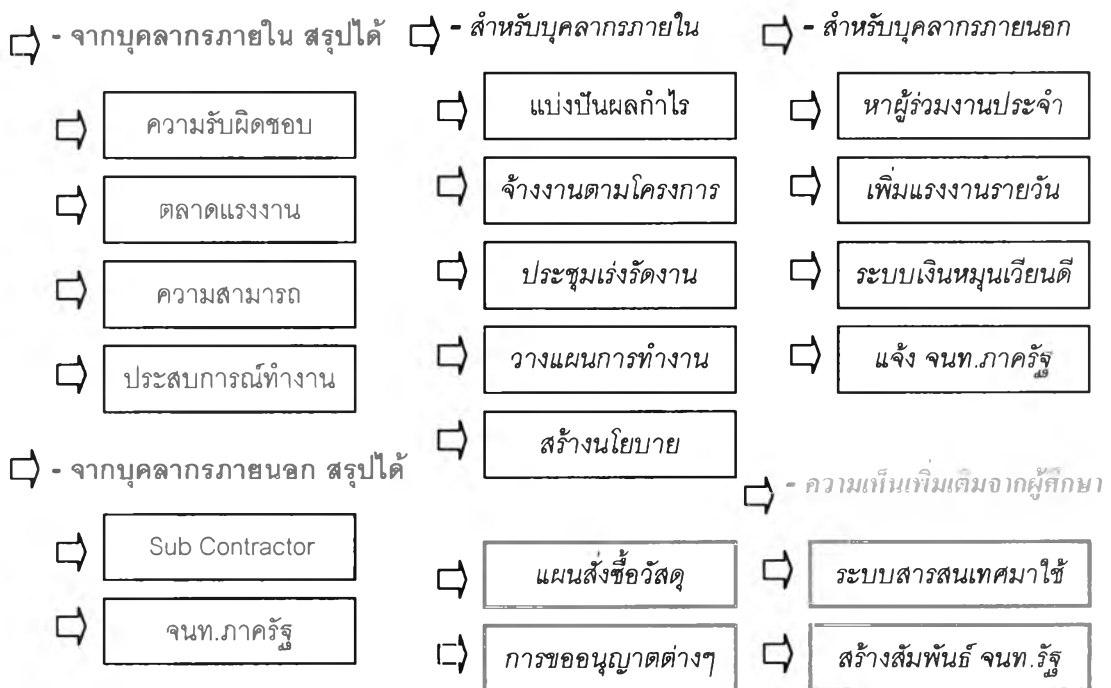 - จากบุคลากรภายใน สรุปได้
ความรับผิดชอบ
ตลาดแรงงาน
ความสามารถ
ประสบการณ์ทำงาน
- จากบุคลากรภายนอก สรุปได้
Sub Contractor
จนท.ภาครัฐ
- สำหรับบุคลากรภายใน
แบ่งปันผลกำไร
จ้างงานตามโครงการ
ประชุมเร่งรัดงาน
วางแผนการทำงาน
สร้างนโยบาย
- สำหรับบุคลากรภายนอก
หาผู้ร่วมงานประจำ
เพิ่มแรงงานรายวัน
ระบบเงินหมุนเวียนดี
แจ้ง จนท.ภาครัฐ
- ความเห็นเพิ่มเติมจากผู้ศึกษา
แผนสั่งซื้อวัสดุ
การขออนุญาตต่างๆ
ระบบสารสนเทศมาใช้
สร้างสัมพันธ์ จนท.รัฐ